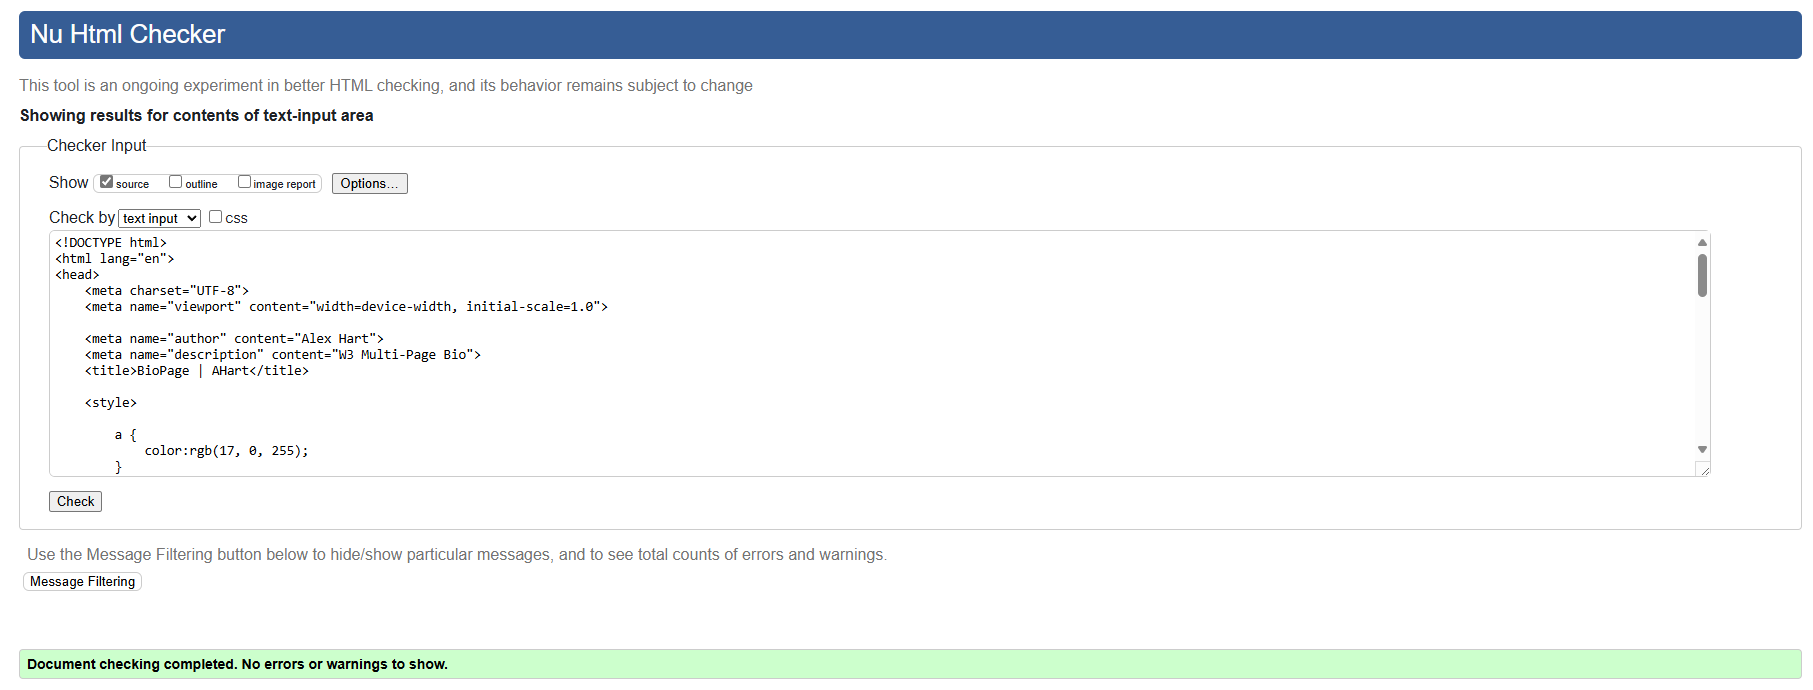 Nu Html Checker
This tool is an ongoing experiment in better HTML checking, and its behavior remains subject to change
Showing results for contents of text-input area
Checker Input
Show source outline image report Options...
Check by text input css
<!DOCTYPE html>
<html lang="en">
<head>
    <meta charset="UTF-8">
    <meta name="viewport" content="width=device-width, initial-scale=1.0">
    <meta name="author" content="Alex Hart">
    <meta name="description" content="W3 Multi-Page Bio">
    <title>BioPage | AHart</title>
    <style>
        a {
            color:rgb(17, 0, 255);
        }
Check
Use the Message Filtering button below to hide/show particular messages, and to see total counts of errors and warnings.
Message Filtering
Document checking completed. No errors or warnings to show.